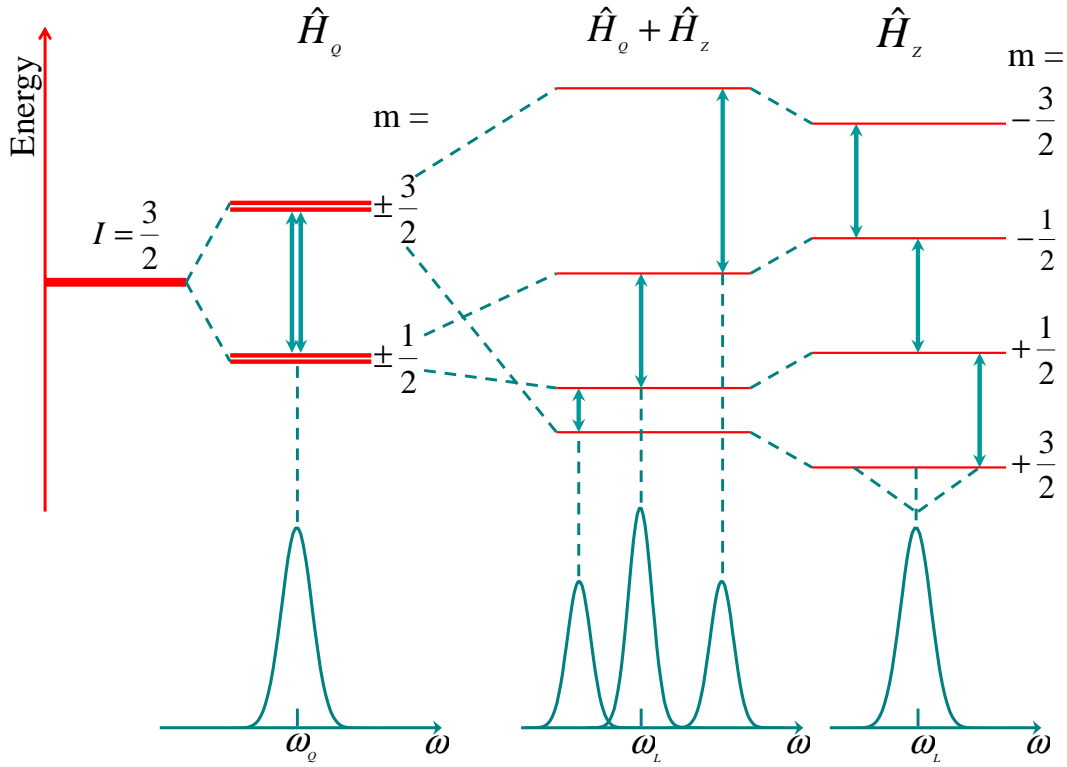 Ĥ_Q
Ĥ_Q + Ĥ_Z
Ĥ_Z
Energy
m =
m =
I = 3/2
± 3/2
± 1/2
− 3/2
− 1/2
+ 1/2
+ 3/2
ω_Q
ω
ω_L
ω
ω_L
ω